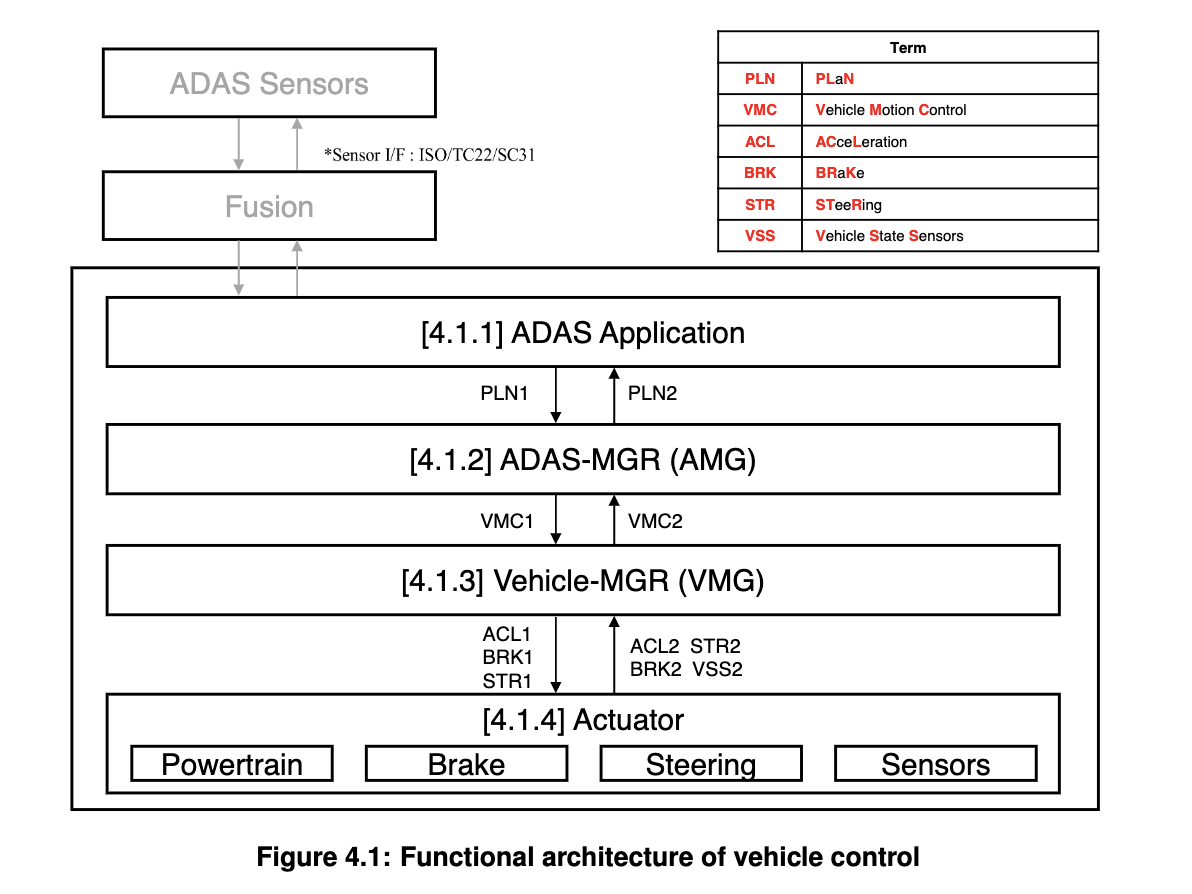 ADAS Sensors
*Sensor I/F : ISO/TC22/SC31
Fusion
Term
PLN PLaN
VMC Vehicle Motion Control
ACL ACceLeration
BRK BRaKe
STR STeeRing
VSS Vehicle State Sensors
[4.1.1] ADAS Application
PLN1 PLN2
[4.1.2] ADAS-MGR (AMG)
VMC1 VMC2
[4.1.3] Vehicle-MGR (VMG)
ACL1
BRK1
STR1
ACL2 STR2
BRK2 VSS2
[4.1.4] Actuator
Powertrain Brake Steering Sensors
Figure 4.1: Functional architecture of vehicle control